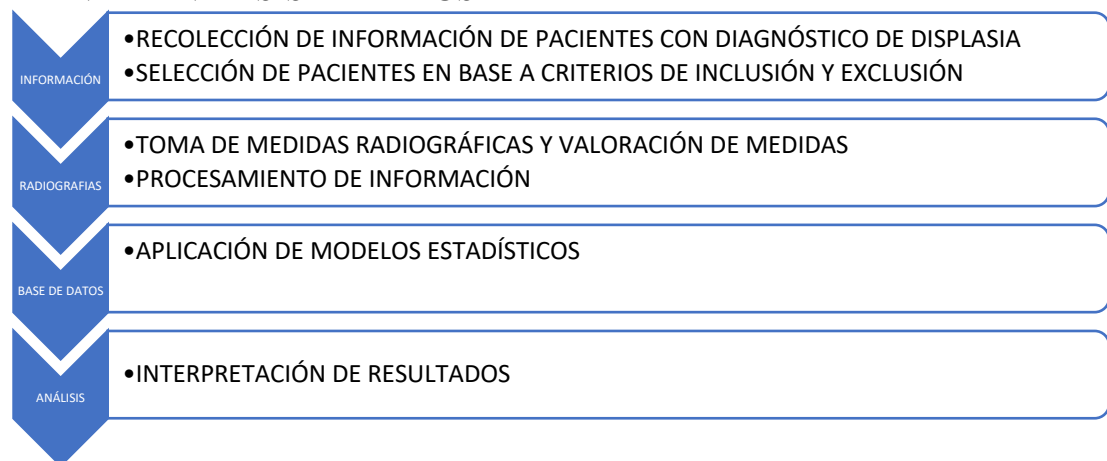 INFORMACIÓN
•RECOLECCIÓN DE INFORMACIÓN DE PACIENTES CON DIAGNÓSTICO DE DISPLASIA
•SELECCIÓN DE PACIENTES EN BASE A CRITERIOS DE INCLUSIÓN Y EXCLUSIÓN
RADIOGRAFIAS
•TOMA DE MEDIDAS RADIOGRÁFICAS Y VALORACIÓN DE MEDIDAS
•PROCESAMIENTO DE INFORMACIÓN
BASE DE DATOS
•APLICACIÓN DE MODELOS ESTADÍSTICOS
ANÁLISIS
•INTERPRETACIÓN DE RESULTADOS